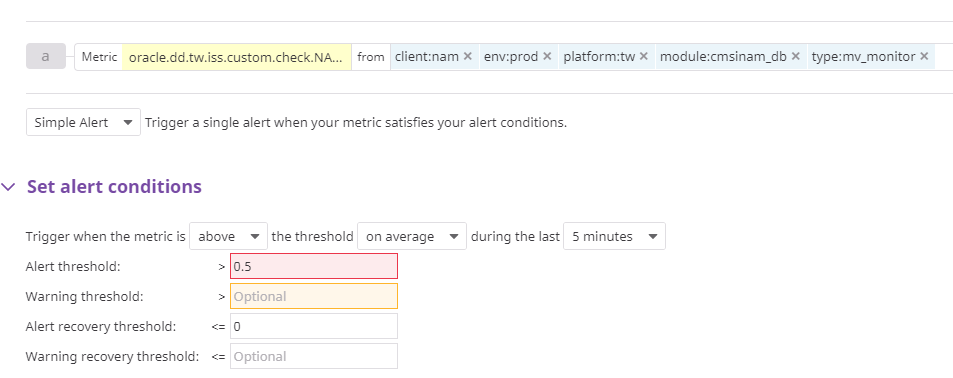 a Metric oracle.dd.tw.iss.custom.check.NA... from client:nam × env:prod × platform:tw × module:cmsinam_db × type:mv_monitor ×
Simple Alert Trigger a single alert when your metric satisfies your alert conditions.
Set alert conditions
Trigger when the metric is above the threshold on average during the last 5 minutes
Alert threshold: > 0.5
Warning threshold: > Optional
Alert recovery threshold: <= 0
Warning recovery threshold: <= Optional